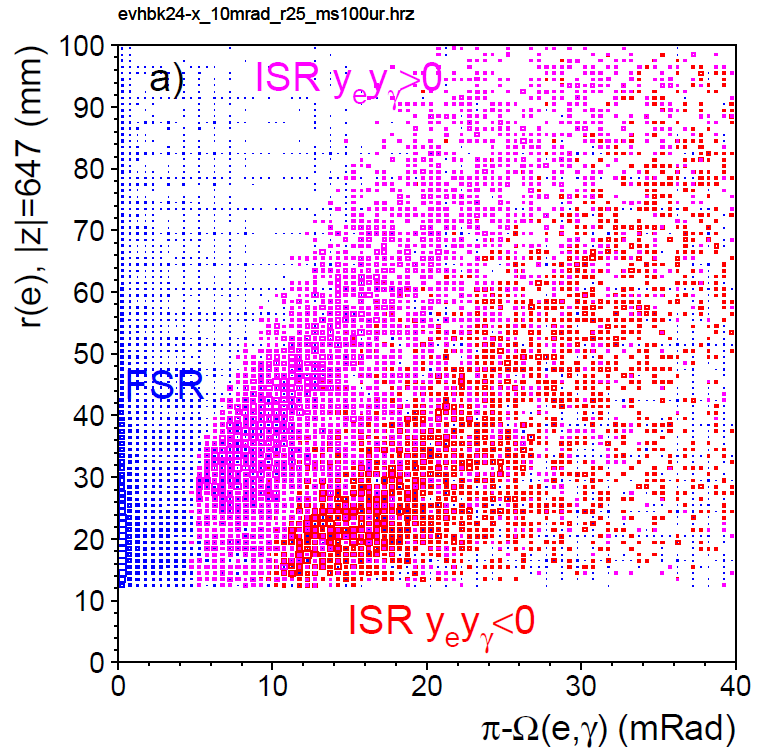 evhbk24-x_10mrad_r25_ms100ur.hrz
r(e), |z|=647 (mm)
100
90
80
70
60
50
40
30
20
10
0
a)
ISR yₑyᵧ>0
FSR
ISR yₑyᵧ<0
0 10 20 30 40
π-Ω(e,γ) (mRad)